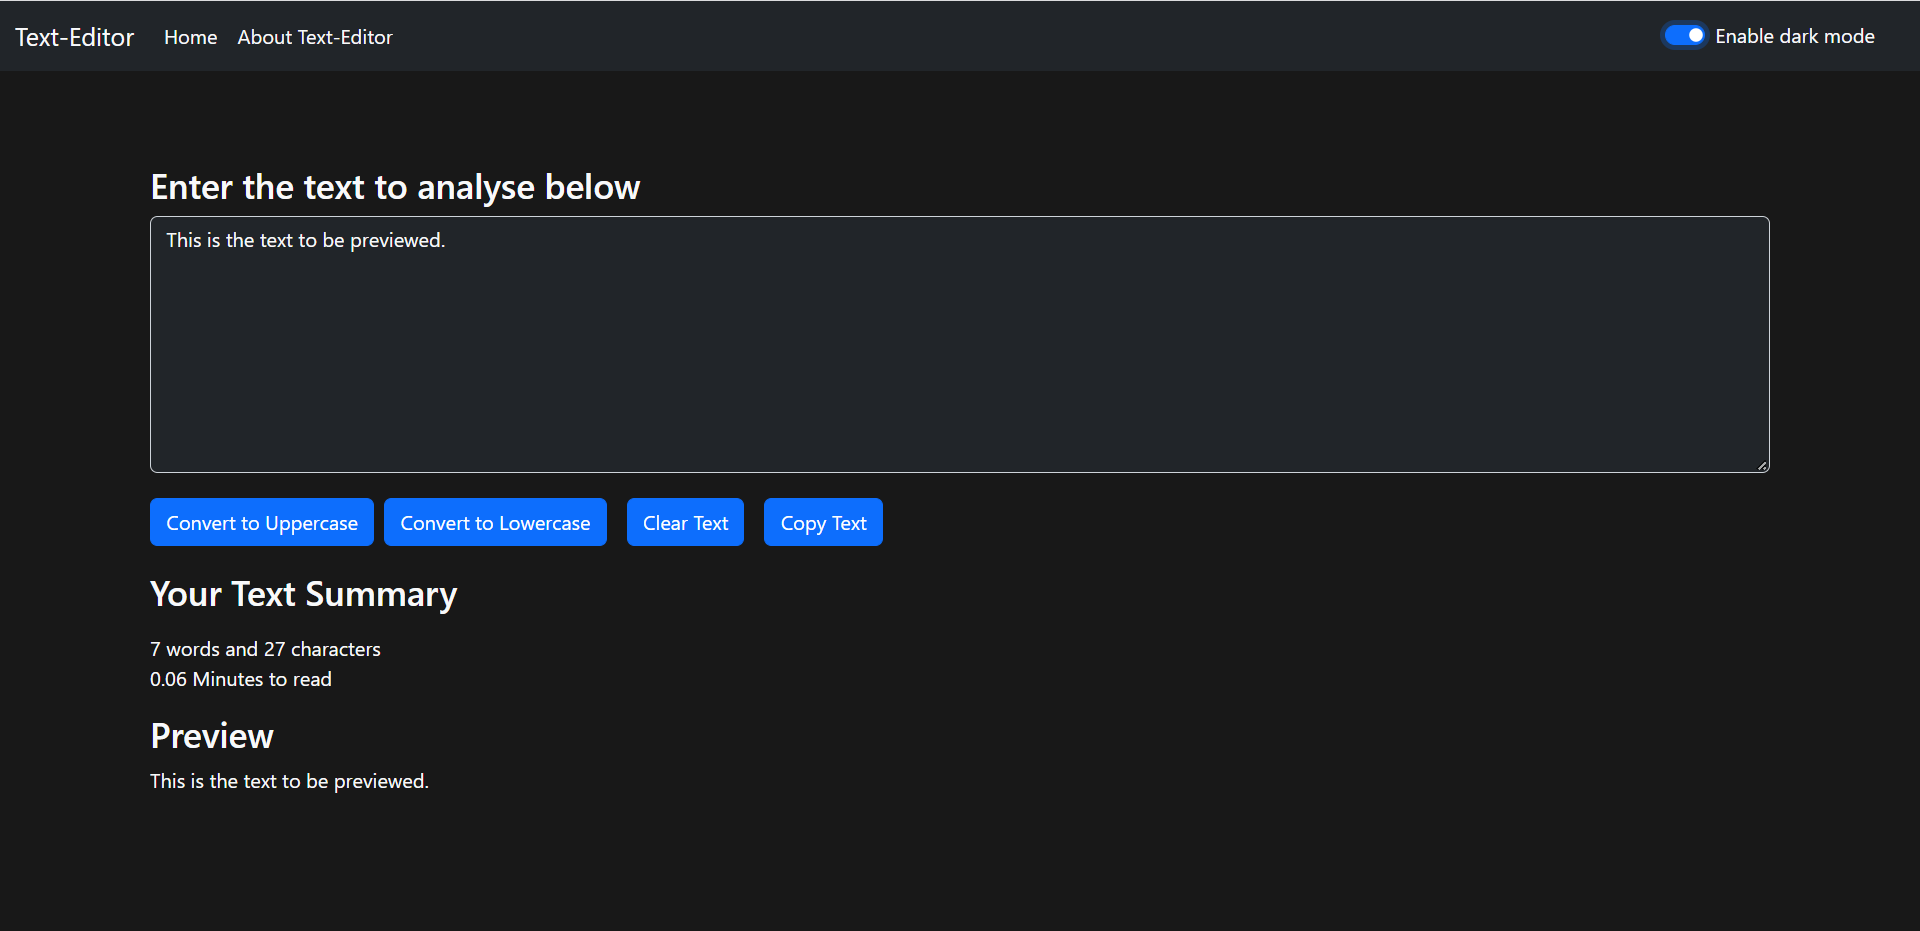 Text-Editor Home About Text-Editor Enable dark mode
Enter the text to analyse below
This is the text to be previewed.
Convert to Uppercase Convert to Lowercase Clear Text Copy Text
Your Text Summary
7 words and 27 characters
0.06 Minutes to read
Preview
This is the text to be previewed.